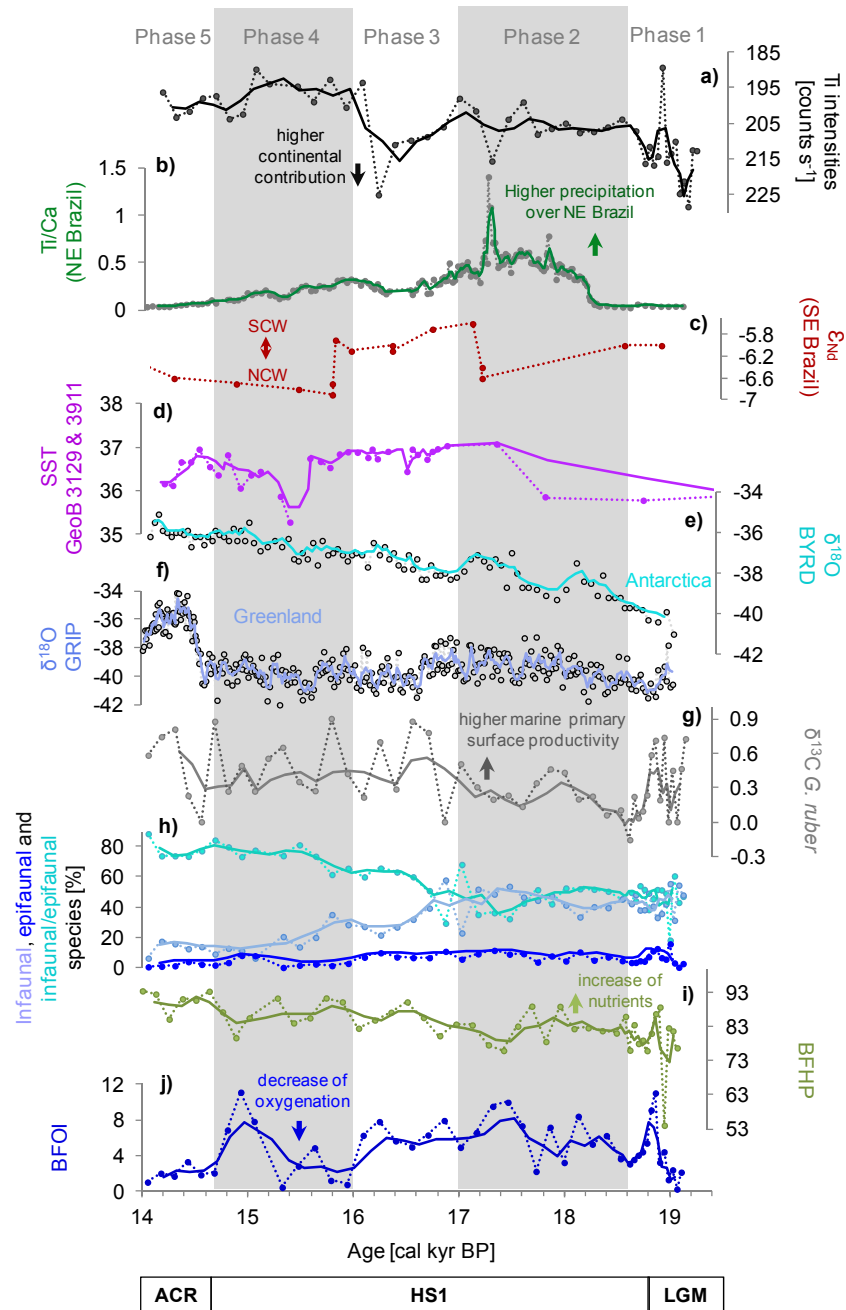 Phase 5 Phase 4 Phase 3 Phase 2 Phase 1
a)
185
195
205
215
225
Ti intensities
[counts s⁻¹]
higher
continental
contribution
b)
1.5
1
0.5
0
Ti/Ca
(NE Brazil)
Higher precipitation
over NE Brazil
c)
-5.8
-6.2
-6.6
-7
εNd
(SE Brazil)
SCW
NCW
d)
38
37
36
35
SST
GeoB 3129 & 3911
e)
-34
-36
-38
-40
-42
δ¹⁸O
BYRD
Antarctica
f)
-34
-36
-38
-40
-42
δ¹⁸O
GRIP
Greenland
g)
0.9
0.6
0.3
0.0
-0.3
δ¹³C G. ruber
higher marine primary
surface productivity
h)
80
60
40
20
0
Infaunal, epifaunal and
infaunal/epifaunal
species [%]
i)
93
83
73
63
53
BFHP
increase of
nutrients
j)
12
8
4
0
BFOI
decrease of
oxygenation
14 15 16 17 18 19
Age [cal kyr BP]
ACR HS1 LGM